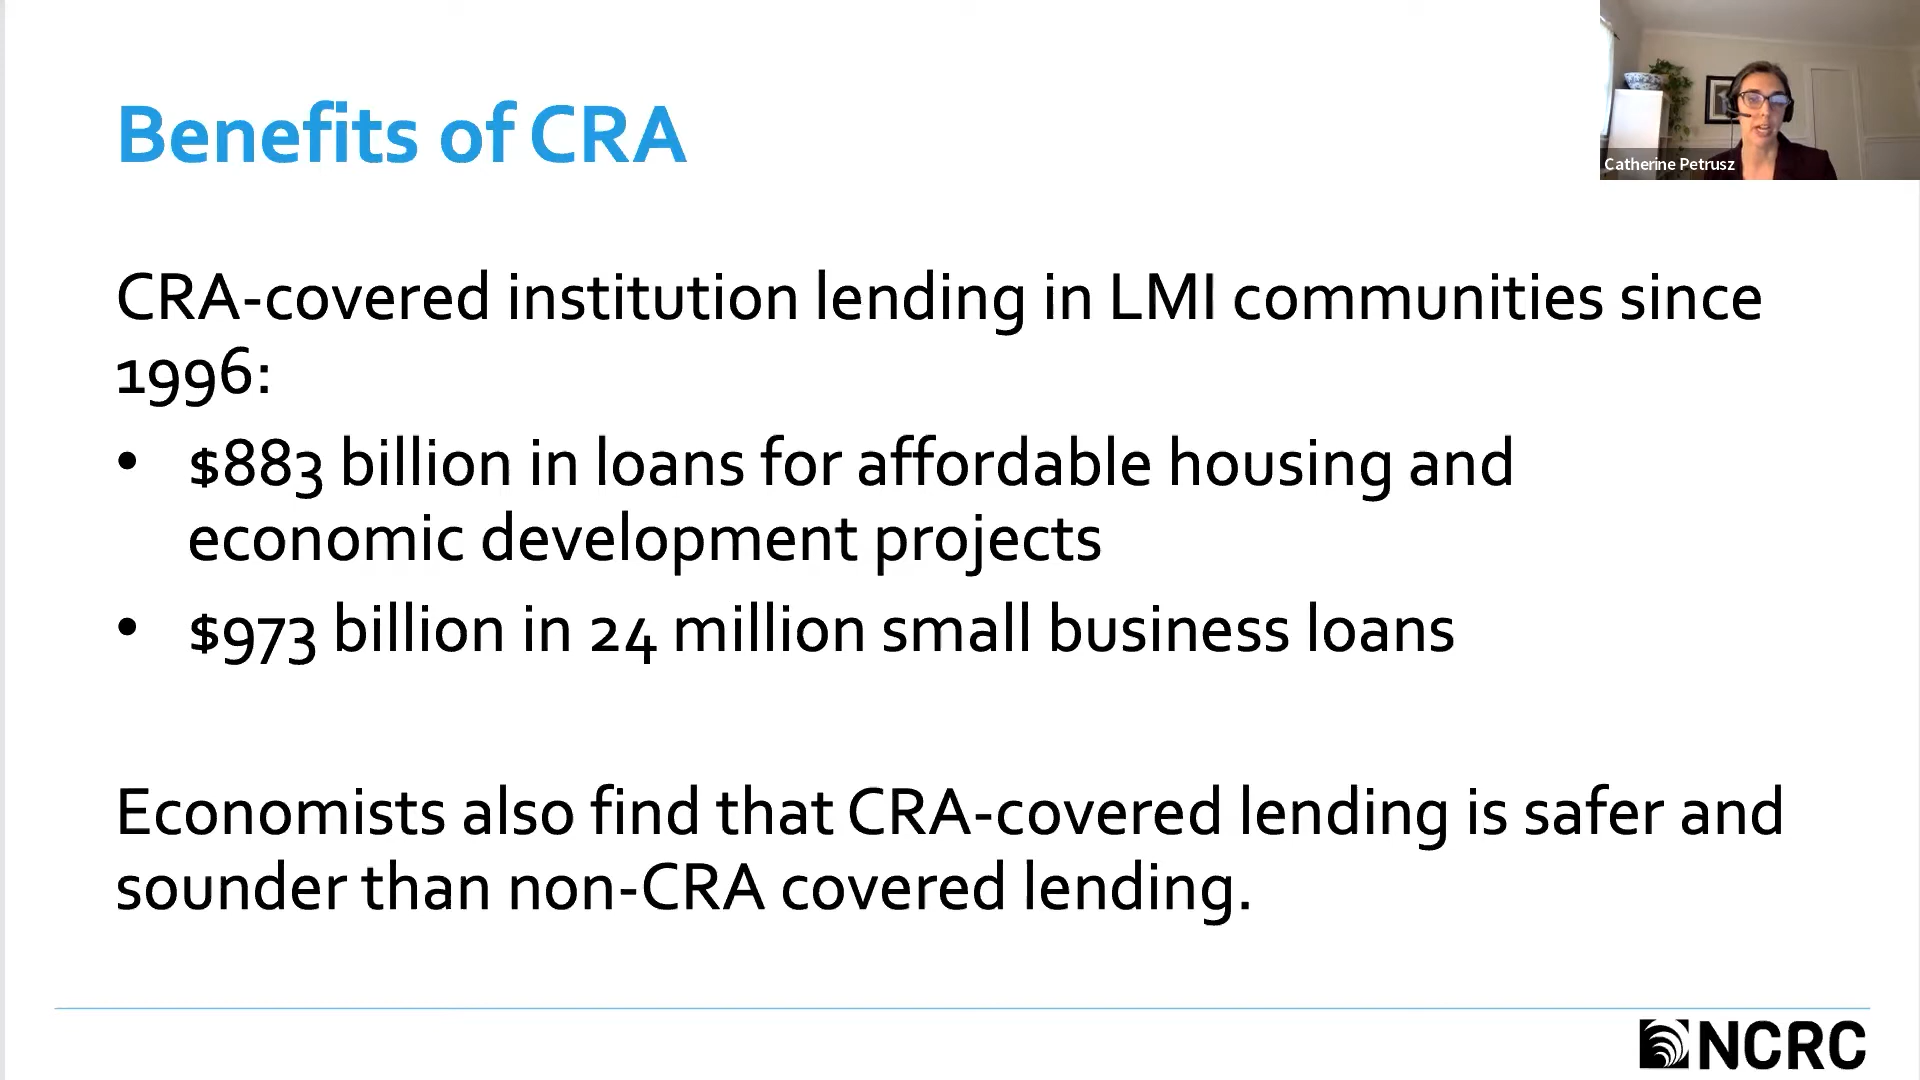 Benefits of CRA
Catherine Petrusz
CRA-covered institution lending in LMI communities since
1996:
• $883 billion in loans for affordable housing and
economic development projects
• $973 billion in 24 million small business loans
Economists also find that CRA-covered lending is safer and
sounder than non-CRA covered lending.
NCRC